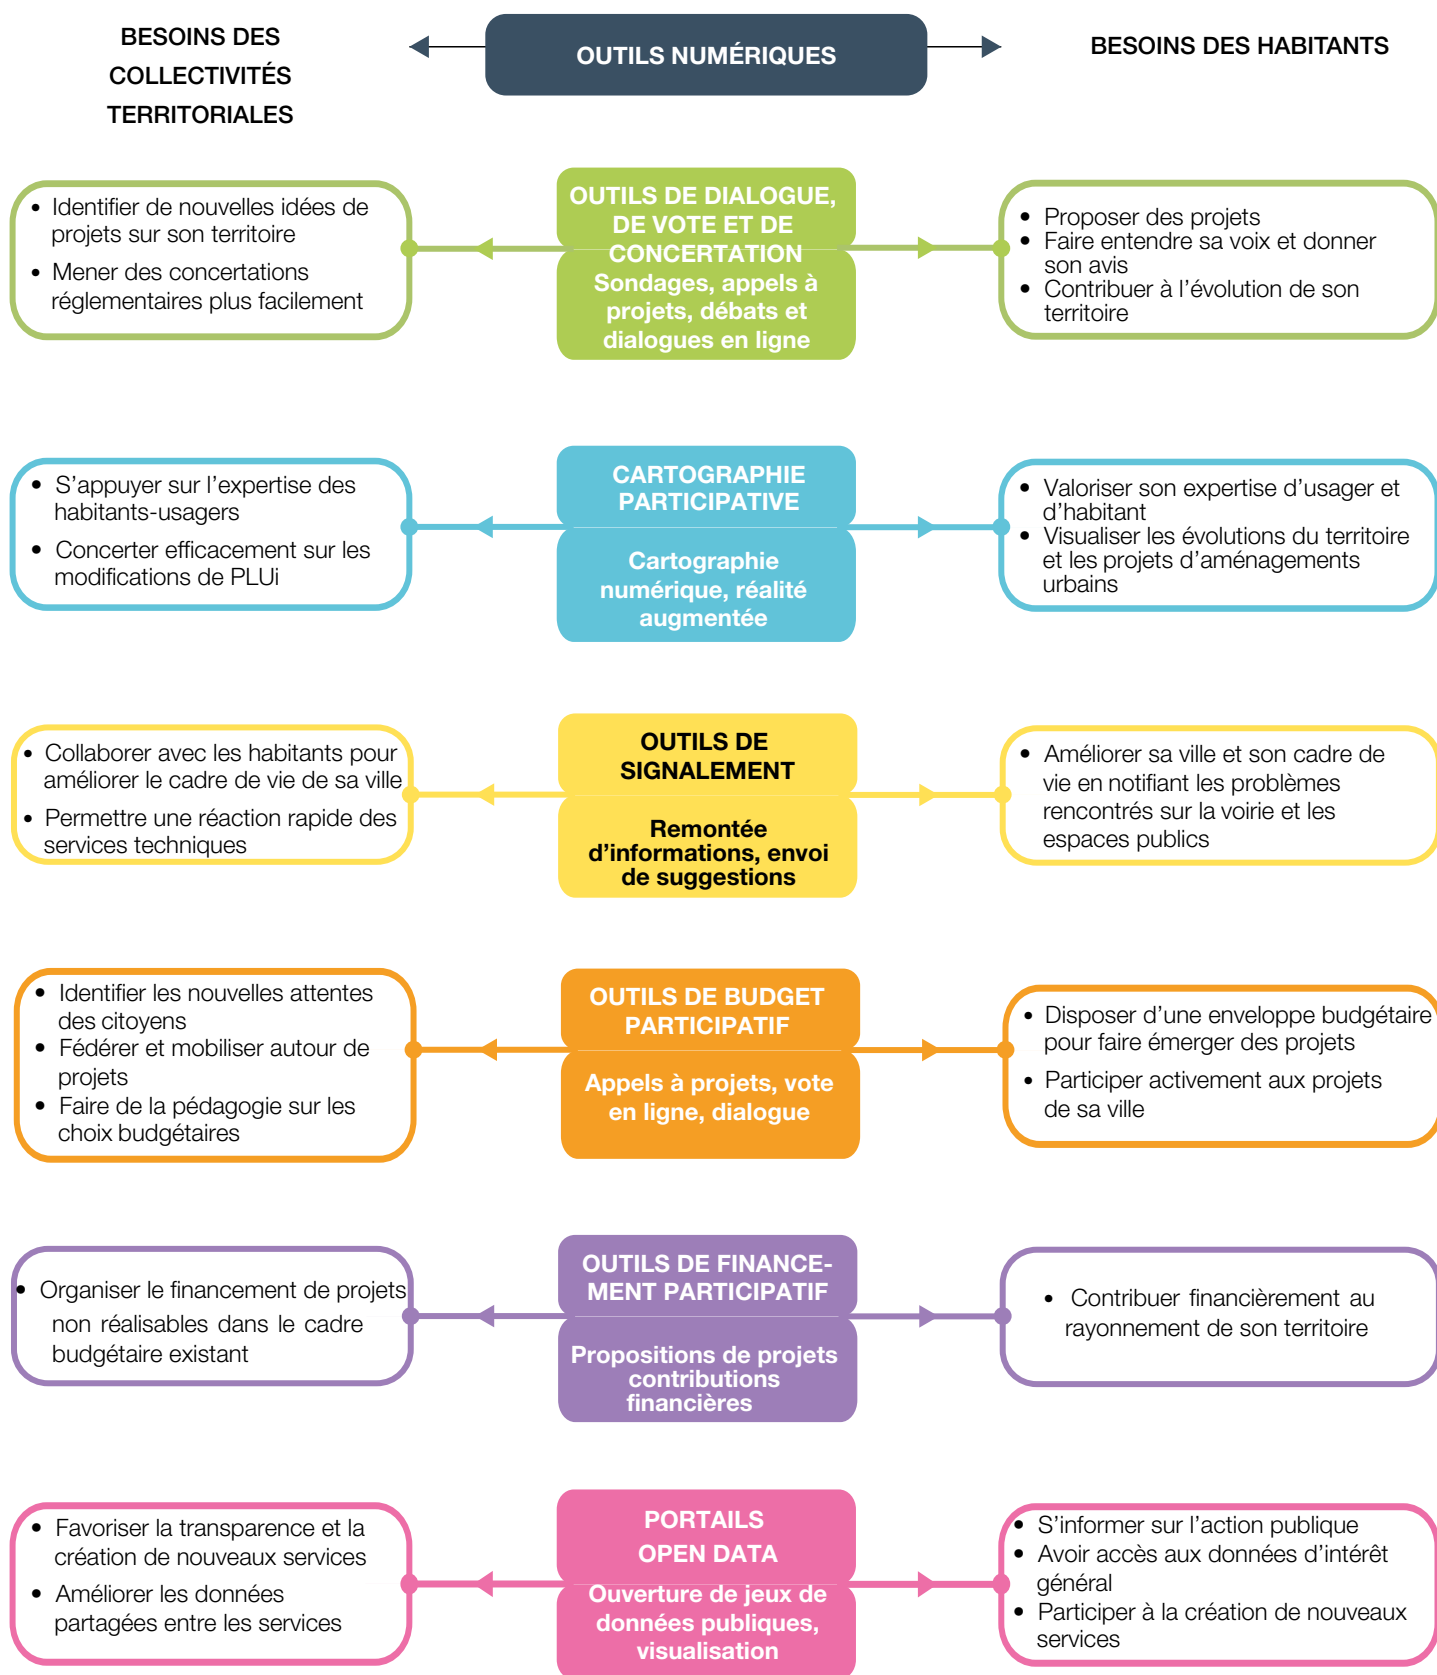 BESOINS DES
COLLECTIVITÉS
TERRITORIALES
OUTILS NUMÉRIQUES
BESOINS DES HABITANTS
• Identifier de nouvelles idées de
projets sur son territoire
• Mener des concertations
réglementaires plus facilement
OUTILS DE DIALOGUE,
DE VOTE ET DE
CONCERTATION
Sondages, appels à
projets, débats et
dialogues en ligne
• Proposer des projets
• Faire entendre sa voix et donner
son avis
• Contribuer à l’évolution de son
territoire
• S’appuyer sur l’expertise des
habitants-usagers
• Concerter efficacement sur les
modifications de PLUi
CARTOGRAPHIE
PARTICIPATIVE
Cartographie
numérique, réalité
augmentée
• Valoriser son expertise d’usager et
d’habitant
• Visualiser les évolutions du territoire
et les projets d’aménagements
urbains
• Collaborer avec les habitants pour
améliorer le cadre de vie de sa ville
• Permettre une réaction rapide des
services techniques
OUTILS DE
SIGNALEMENT
Remontée
d’informations, envoi
de suggestions
• Améliorer sa ville et son cadre de
vie en notifiant les problèmes
rencontrés sur la voirie et les
espaces publics
• Identifier les nouvelles attentes
des citoyens
• Fédérer et mobiliser autour de
projets
• Faire de la pédagogie sur les
choix budgétaires
OUTILS DE BUDGET
PARTICIPATIF
Appels à projets, vote
en ligne, dialogue
• Disposer d’une enveloppe budgétaire
pour faire émerger des projets
• Participer activement aux projets
de sa ville
• Organiser le financement de projets
non réalisables dans le cadre
budgétaire existant
OUTILS DE FINANCE-
MENT PARTICIPATIF
Propositions de projets
contributions
financières
• Contribuer financièrement au
rayonnement de son territoire
• Favoriser la transparence et la
création de nouveaux services
• Améliorer les données
partagées entre les services
PORTAILS
OPEN DATA
Ouverture de jeux de
données publiques,
visualisation
• S’informer sur l’action publique
• Avoir accès aux données d’intérêt
général
• Participer à la création de nouveaux
services